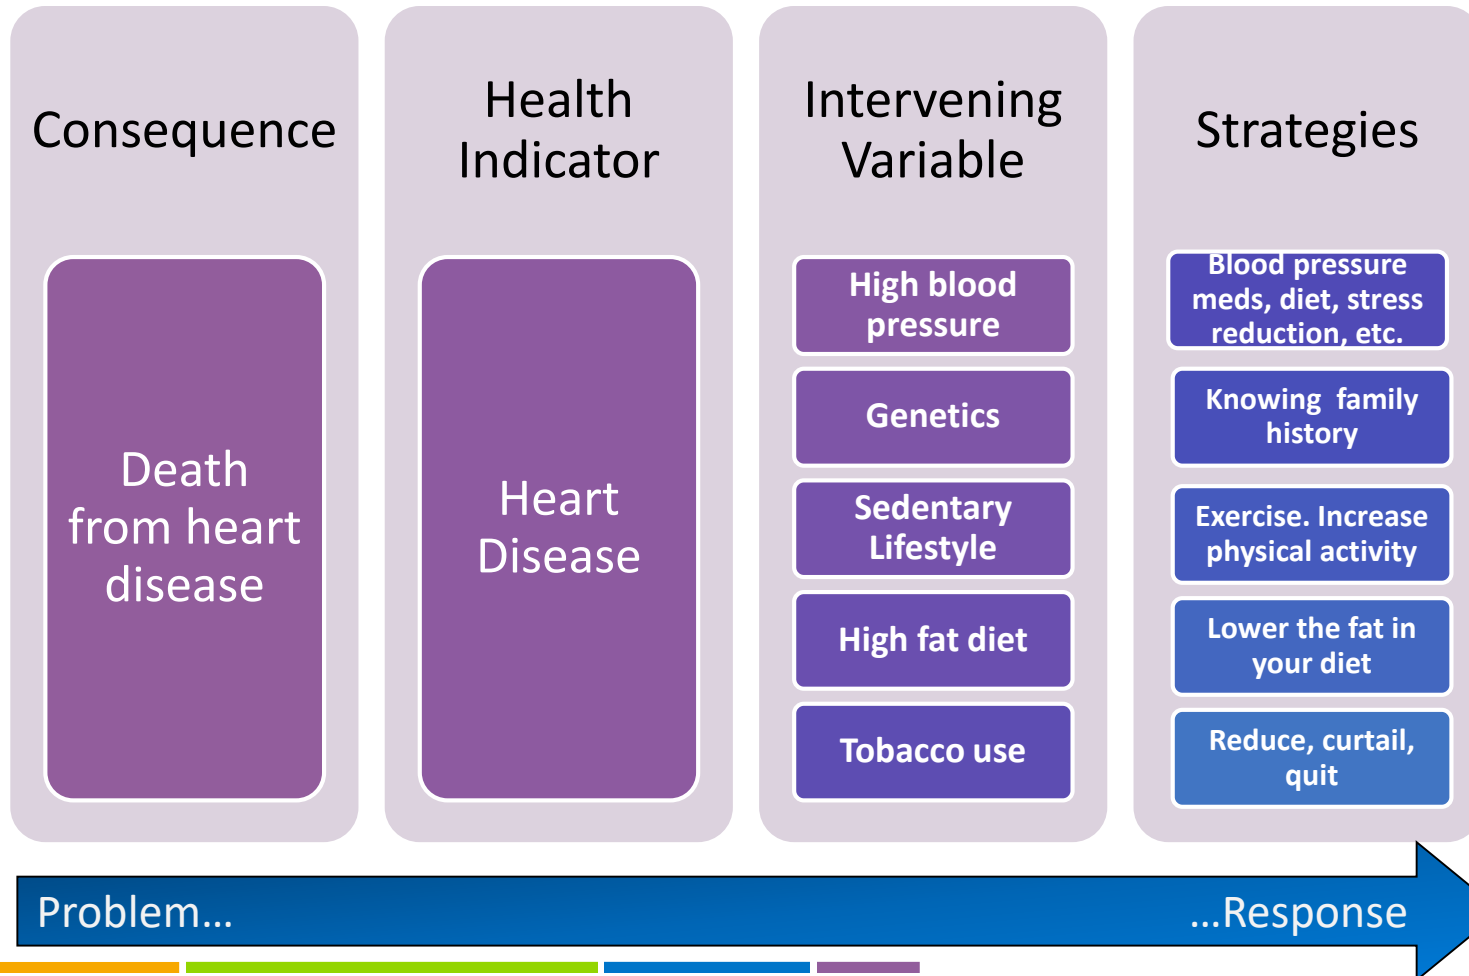 Consequence
Death
from heart
disease
Health
Indicator
Heart
Disease
Intervening
Variable
High blood
pressure
Genetics
Sedentary
Lifestyle
High fat diet
Tobacco use
Strategies
Blood pressure
meds, diet, stress
reduction, etc.
Knowing  family
history
Exercise. Increase
physical activity
Lower the fat in
your diet
Reduce, curtail,
quit
Problem...
...Response